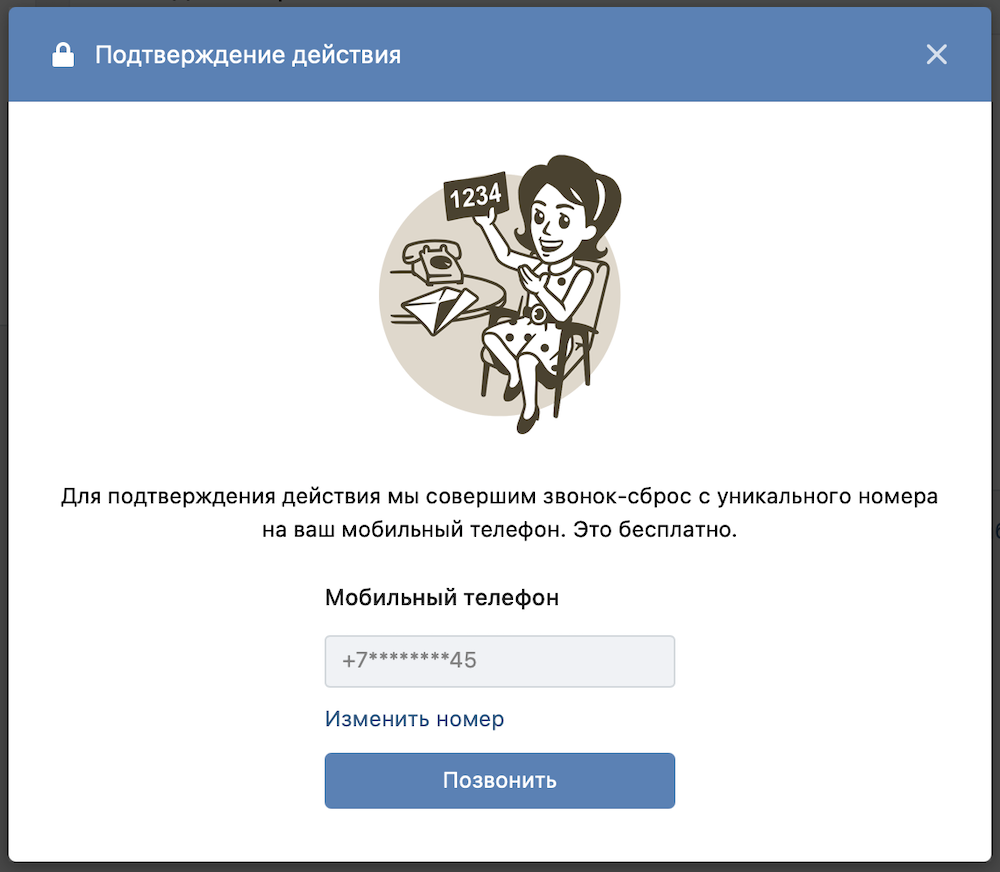 Подтверждение действия
1234
Для подтверждения действия мы совершим звонок-сброс с уникального номера
на ваш мобильный телефон. Это бесплатно.
Мобильный телефон
+7********45
Изменить номер
Позвонить